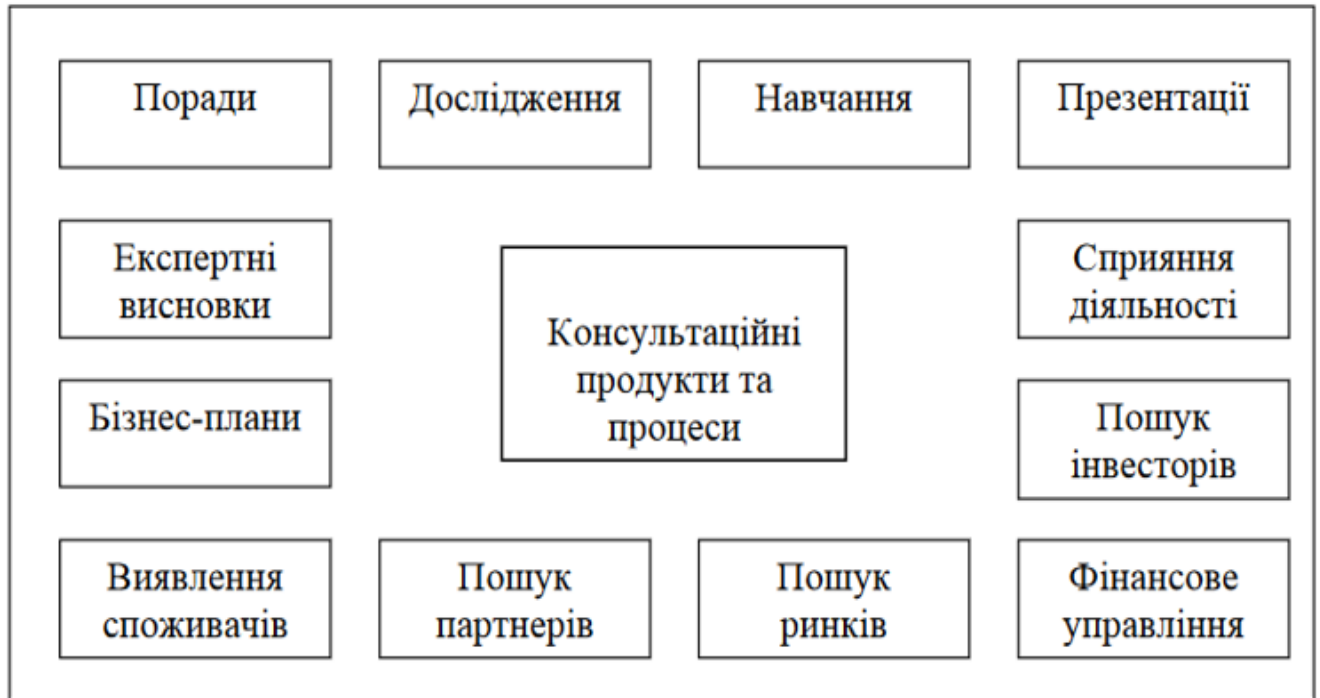 Поради
Дослідження
Навчання
Презентації
Експертні
висновки
Консультаційні
продукти та
процеси
Сприяння
діяльності
Бізнес-плани
Пошук
інвесторів
Виявлення
споживачів
Пошук
партнерів
Пошук
ринків
Фінансове
управління